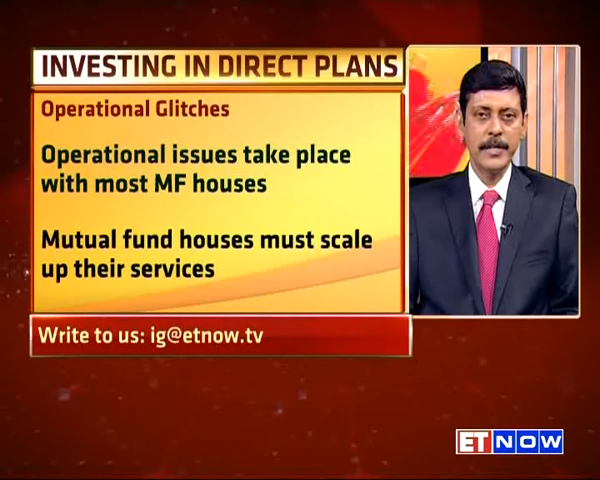 INVESTING IN DIRECT PLANS
Operational Glitches
Operational issues take place
with most MF houses
Mutual fund houses must scale
up their services
Write to us: ig@etnow.tv
ET NOW